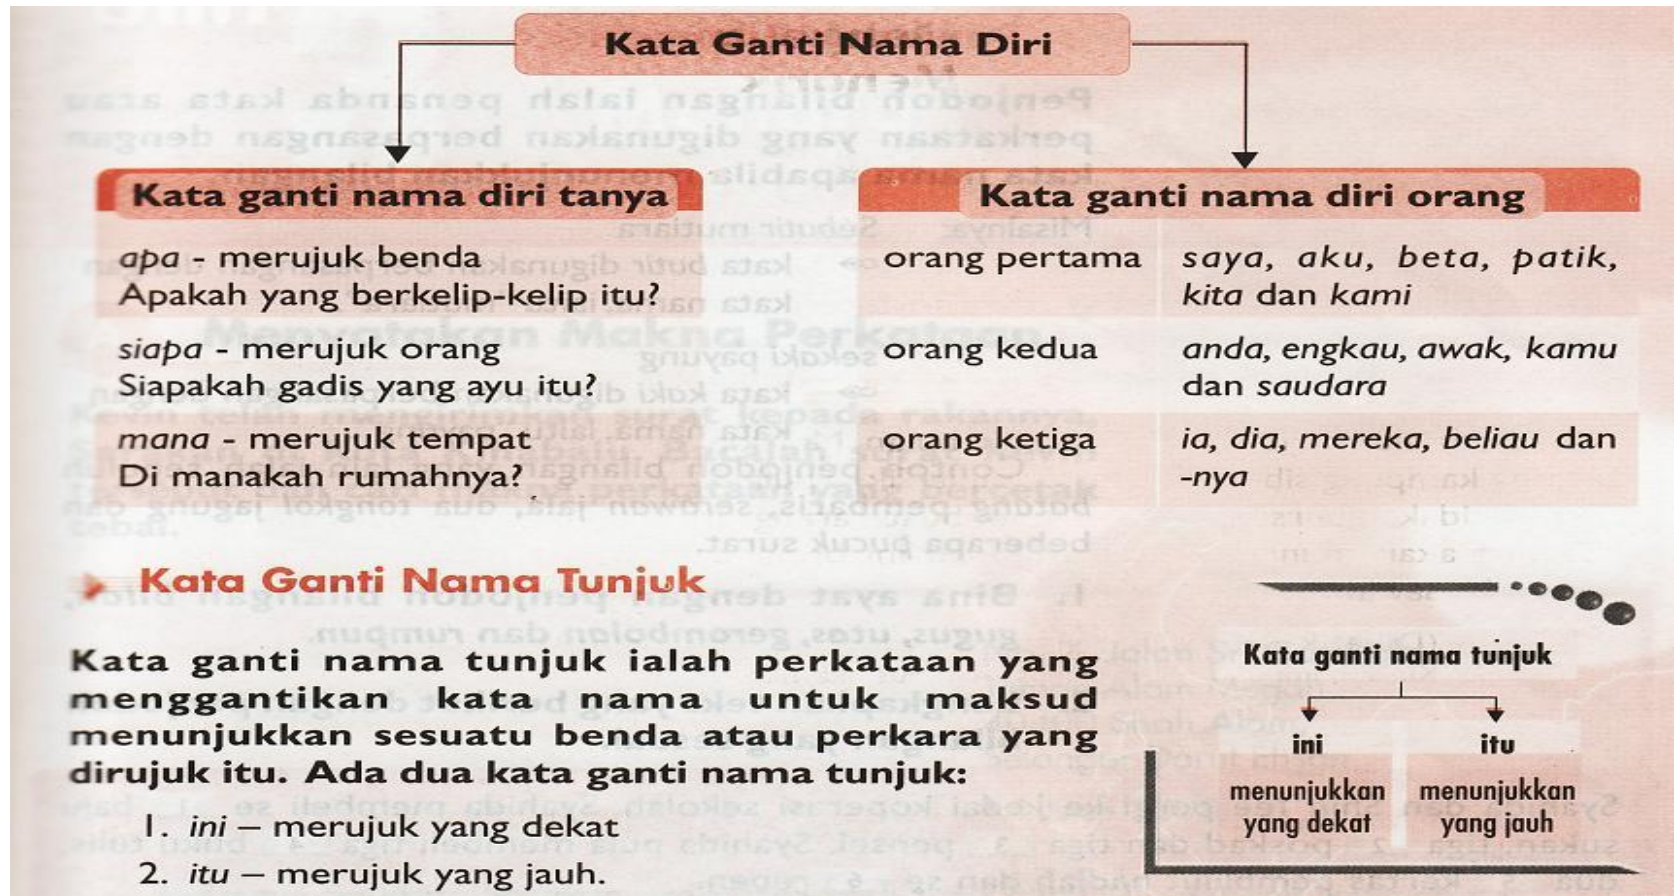 Kata Ganti Nama Diri
Kata ganti nama diri tanya
apa - merujuk benda
Apakah yang berkelip-kelip itu?
siapa - merujuk orang
Siapakah gadis yang ayu itu?
mana - merujuk tempat
Di manakah rumahnya?
Kata ganti nama diri orang
orang pertama saya, aku, beta, patik,
kita dan kami
orang kedua anda, engkau, awak, kamu
dan saudara
orang ketiga ia, dia, mereka, beliau dan
-nya
Kata Ganti Nama Tunjuk
Kata ganti nama tunjuk ialah perkataan yang
menggantikan kata nama untuk maksud
menunjukkan sesuatu benda atau perkara yang
dirujuk itu. Ada dua kata ganti nama tunjuk:
1. ini – merujuk yang dekat
2. itu – merujuk yang jauh.
Kata ganti nama tunjuk
ini
menunjukkan
yang dekat
itu
menunjukkan
yang jauh